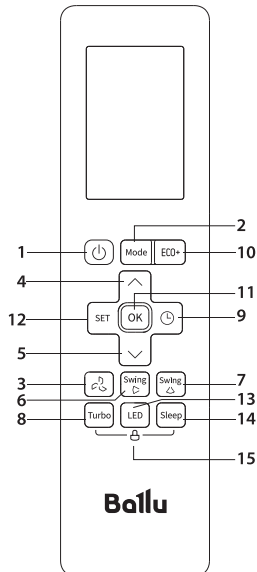 2
1 Mode ECO+ 10
4
11
12 SET OK 9
5
3 Swing Swing 7
6 13
8 Turbo LED Sleep 14
15
Ballu